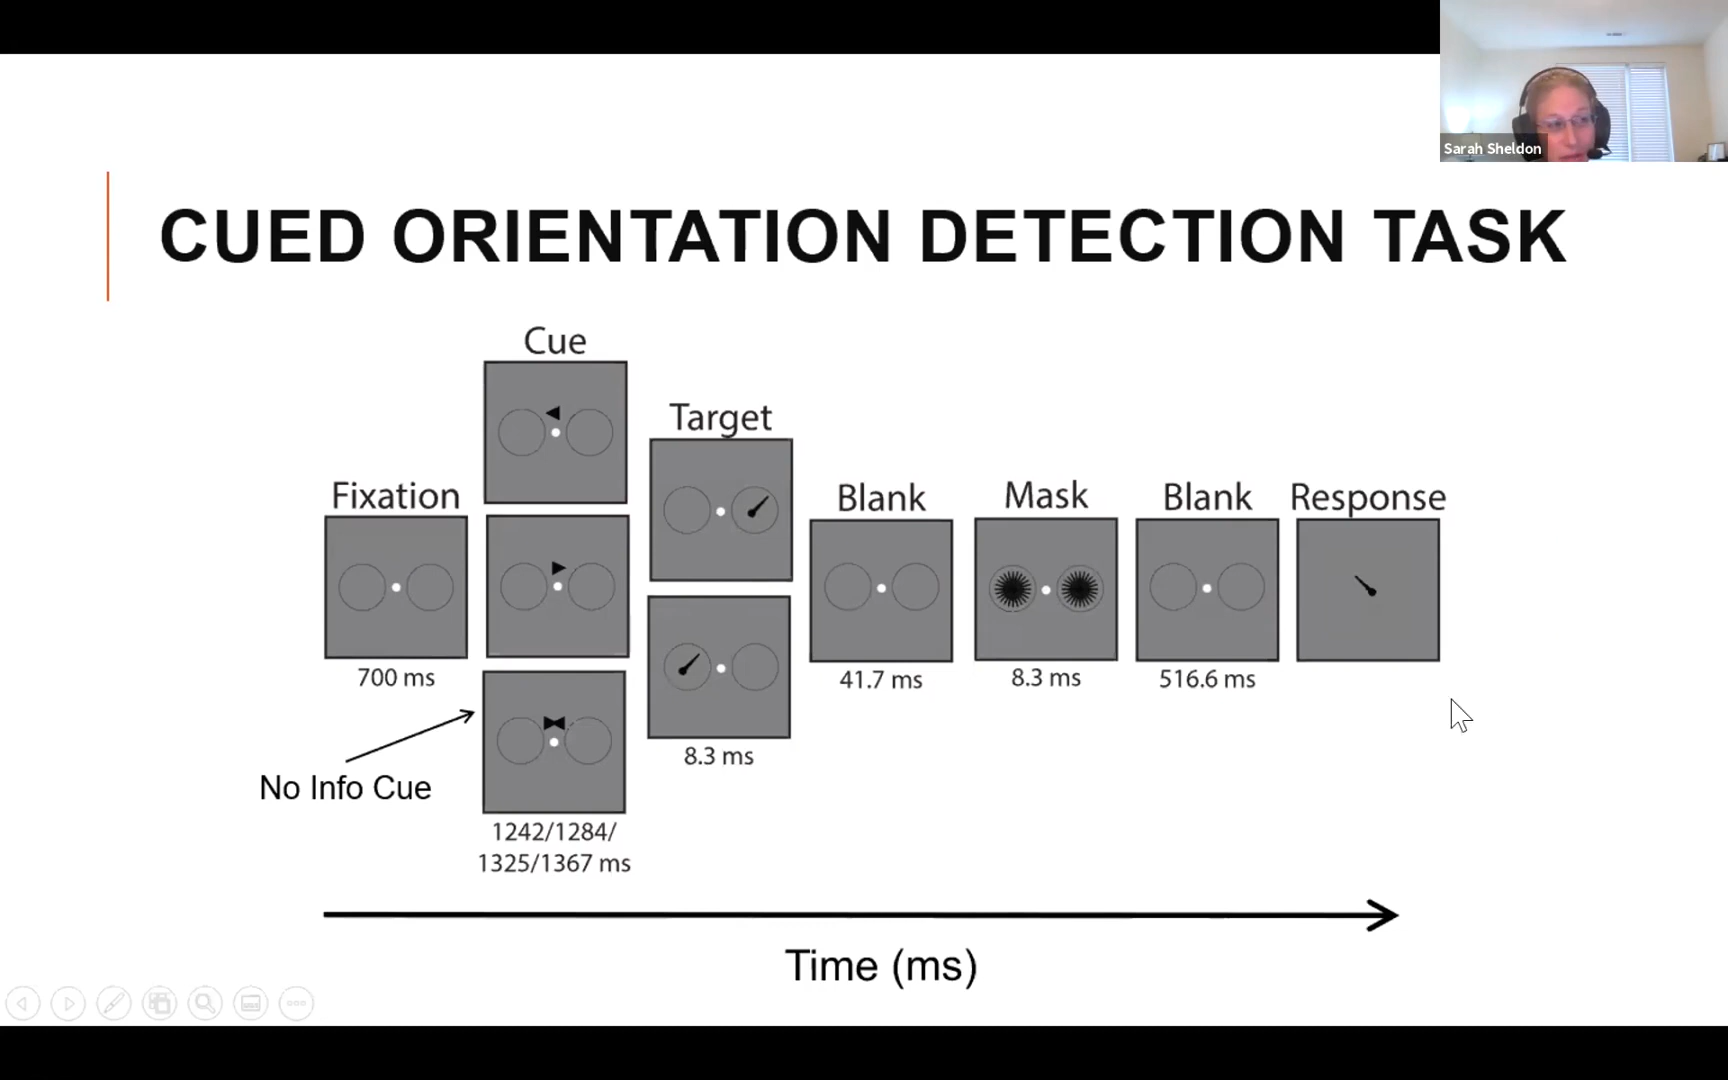 Sarah Sheldon
CUED ORIENTATION DETECTION TASK
Cue
Target
Fixation
Blank
Mask
Blank
Response
700 ms
41.7 ms
8.3 ms
516.6 ms
8.3 ms
No Info Cue
1242/1284/
1325/1367 ms
Time (ms)